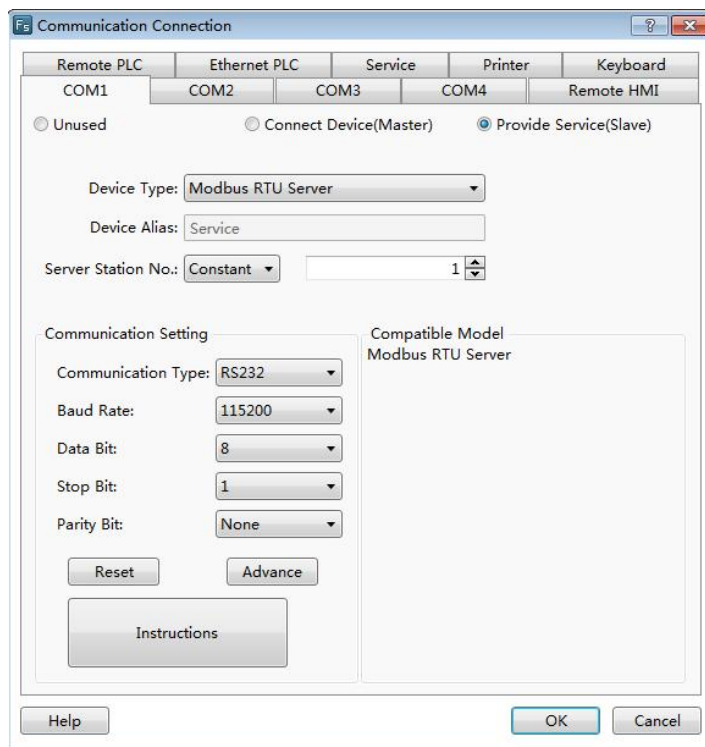 Fs Communication Connection
Remote PLC Ethernet PLC Service Printer Keyboard
COM1 COM2 COM3 COM4 Remote HMI
Unused Connect Device(Master) Provide Service(Slave)
Device Type: Modbus RTU Server
Device Alias: Service
Server Station No.: Constant 1
Communication Setting
Communication Type: RS232
Baud Rate: 115200
Data Bit: 8
Stop Bit: 1
Parity Bit: None
Reset Advance
Instructions
Compatible Model
Modbus RTU Server
Help OK Cancel